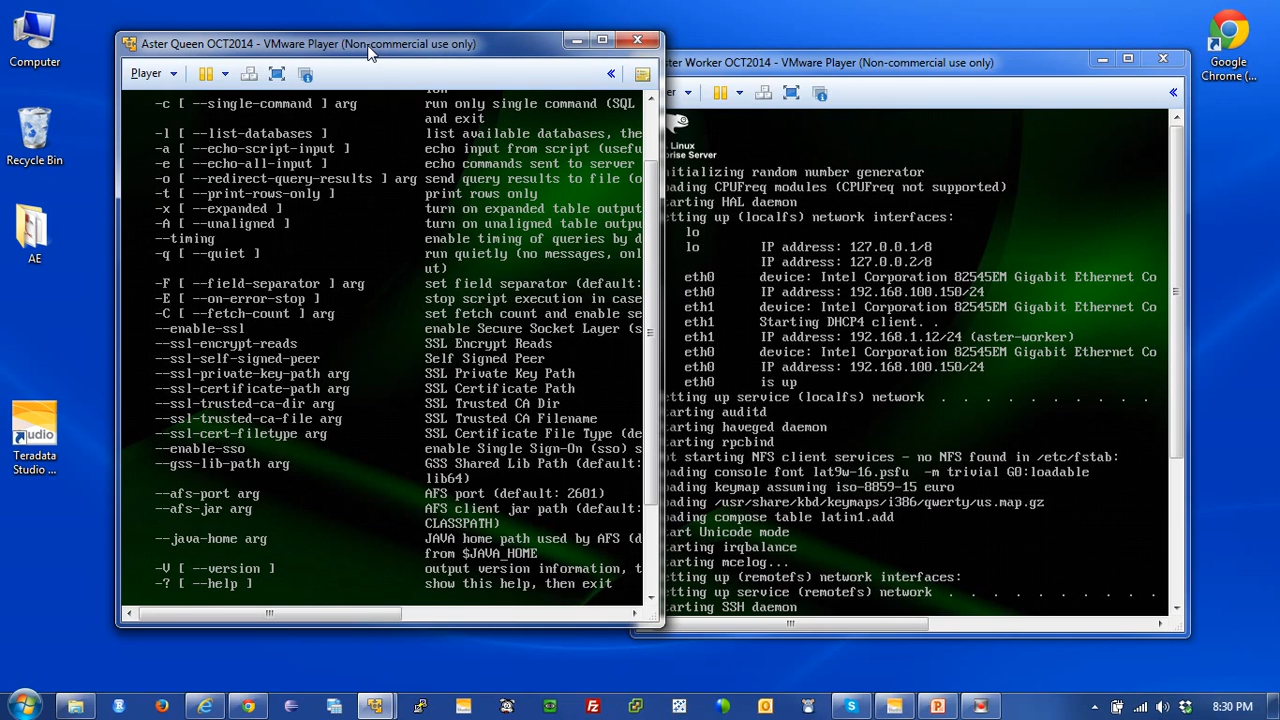 Computer
Recycle Bin
AE
Teradata
Studio ...
Google
Chrome (...
Aster Queen OCT2014 - VMware Player (Non-commercial use only)
Player
-c [ --single-command ] arg run only single command (SQL
and exit
-l [ --list-databases ] list available databases, the
-a [ --echo-script-input ] echo input from script (usefu
-e [ --echo-all-input ] echo commands sent to server
-o [ --redirect-query-results ] arg send query results to file (o
-t [ --print-rows-only ] print rows only
-x [ --expanded ] turn on expanded table output
-A [ --unaligned ] turn on unaligned table outpu
--timing enable timing of queries by d
-q [ --quiet ] run quietly (no messages, onl
ut)
-F [ --field-separator ] arg set field separator (default:
-E [ --on-error-stop ] stop script execution in case
-C [ --fetch-count ] arg set fetch count and enable se
--enable-ssl enable Secure Socket Layer (s
--ssl-encrypt-reads SSL Encrypt Reads
--ssl-self-signed-peer Self Signed Peer
--ssl-private-key-path arg SSL Private Key Path
--ssl-certificate-path arg SSL Certificate Path
--ssl-trusted-ca-dir arg SSL Trusted CA Dir
--ssl-trusted-ca-file arg SSL Trusted CA Filename
--ssl-cert-filetype arg SSL Certificate File Type (de
--enable-sso enable Single Sign-On (sso) s
--gss-lib-path arg GSS Shared Lib Path (default:
lib64)
--afs-port arg AFS port (default: 2601)
--afs-jar arg AFS client jar path (default:
CLASSPATH)
--java-home arg JAVA home path used by AFS (d
from $JAVA_HOME
-V [ --version ] output version information, t
-? [ --help ] show this help, then exit
ter Worker OCT2014 - VMware Player (Non-commercial use only)
er
. Linux
prise Server
itializing random number generator
ading CPUFreq modules (CPUFreq not supported)
arting HAL daemon
etting up (localfs) network interfaces:
lo
lo IP address: 127.0.0.1/8
IP address: 127.0.0.2/8
eth0 device: Intel Corporation 82545EM Gigabit Ethernet Co
eth0 IP address: 192.168.100.150/24
eth1 device: Intel Corporation 82545EM Gigabit Ethernet Co
eth1 Starting DHCP4 client. .
eth1 IP address: 192.168.1.12/24 (aster-worker)
eth0 device: Intel Corporation 82545EM Gigabit Ethernet Co
eth0 IP address: 192.168.100.150/24
eth0 is up
etting up service (localfs) network . . . . . . . . . .
arting auditd
arting haveged daemon
arting rpcbind
ot starting NFS client services - no NFS found in /etc/fstab:
ading console font lat9w-16.psfu -m trivial G0:loadable
ading keymap assuming iso-8859-15 euro
ading /usr/share/kbd/keymaps/i386/qwerty/us.map.gz
ading compose table latin1.add
art Unicode mode
arting irqbalance
arting mcelog...
etting up (remotefs) network interfaces:
etting up service (remotefs) network . . . . . . . . .
arting SSH daemon
8:30 PM